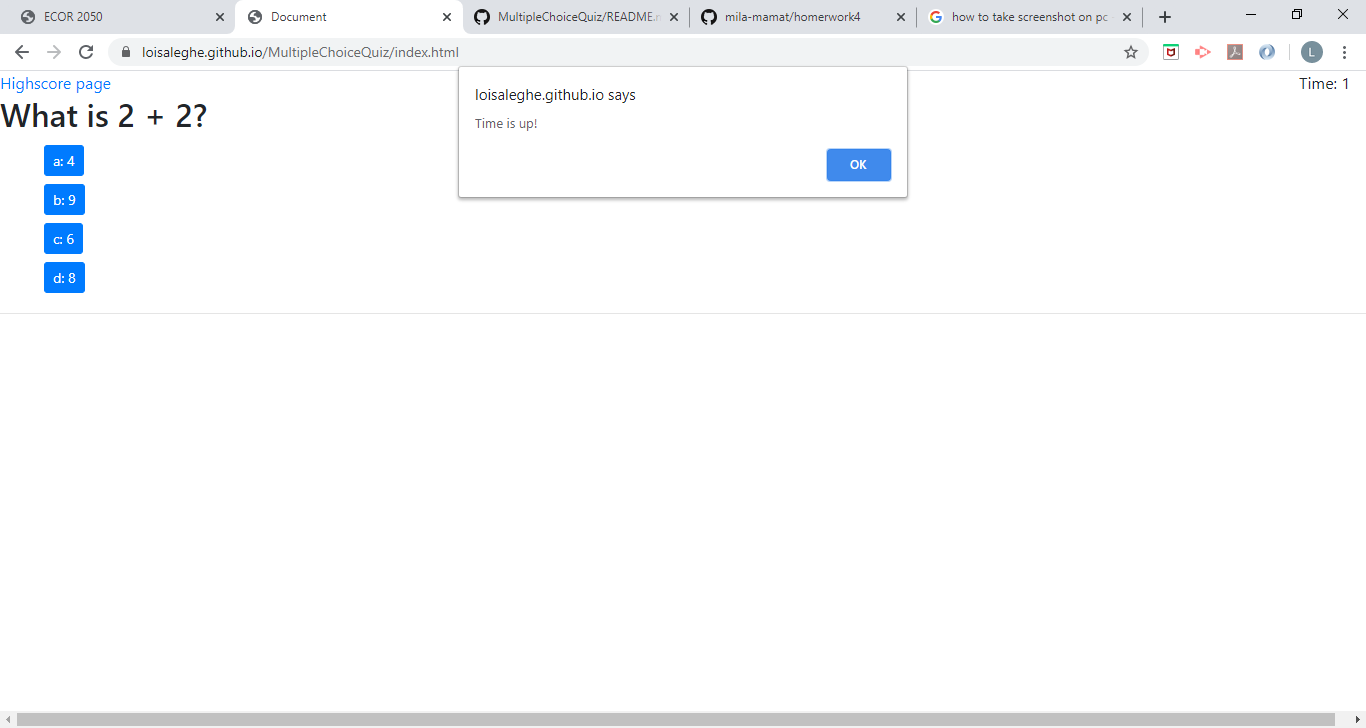 ECOR 2050
Document
MultipleChoiceQuiz/README.
mila-mamat/homerwork4
how to take screenshot on pc
loisaleghe.github.io/MultipleChoiceQuiz/index.html
L
Highscore page
Time: 1
What is 2 + 2?
a: 4
b: 9
c: 6
d: 8
loisaleghe.github.io says
Time is up!
OK